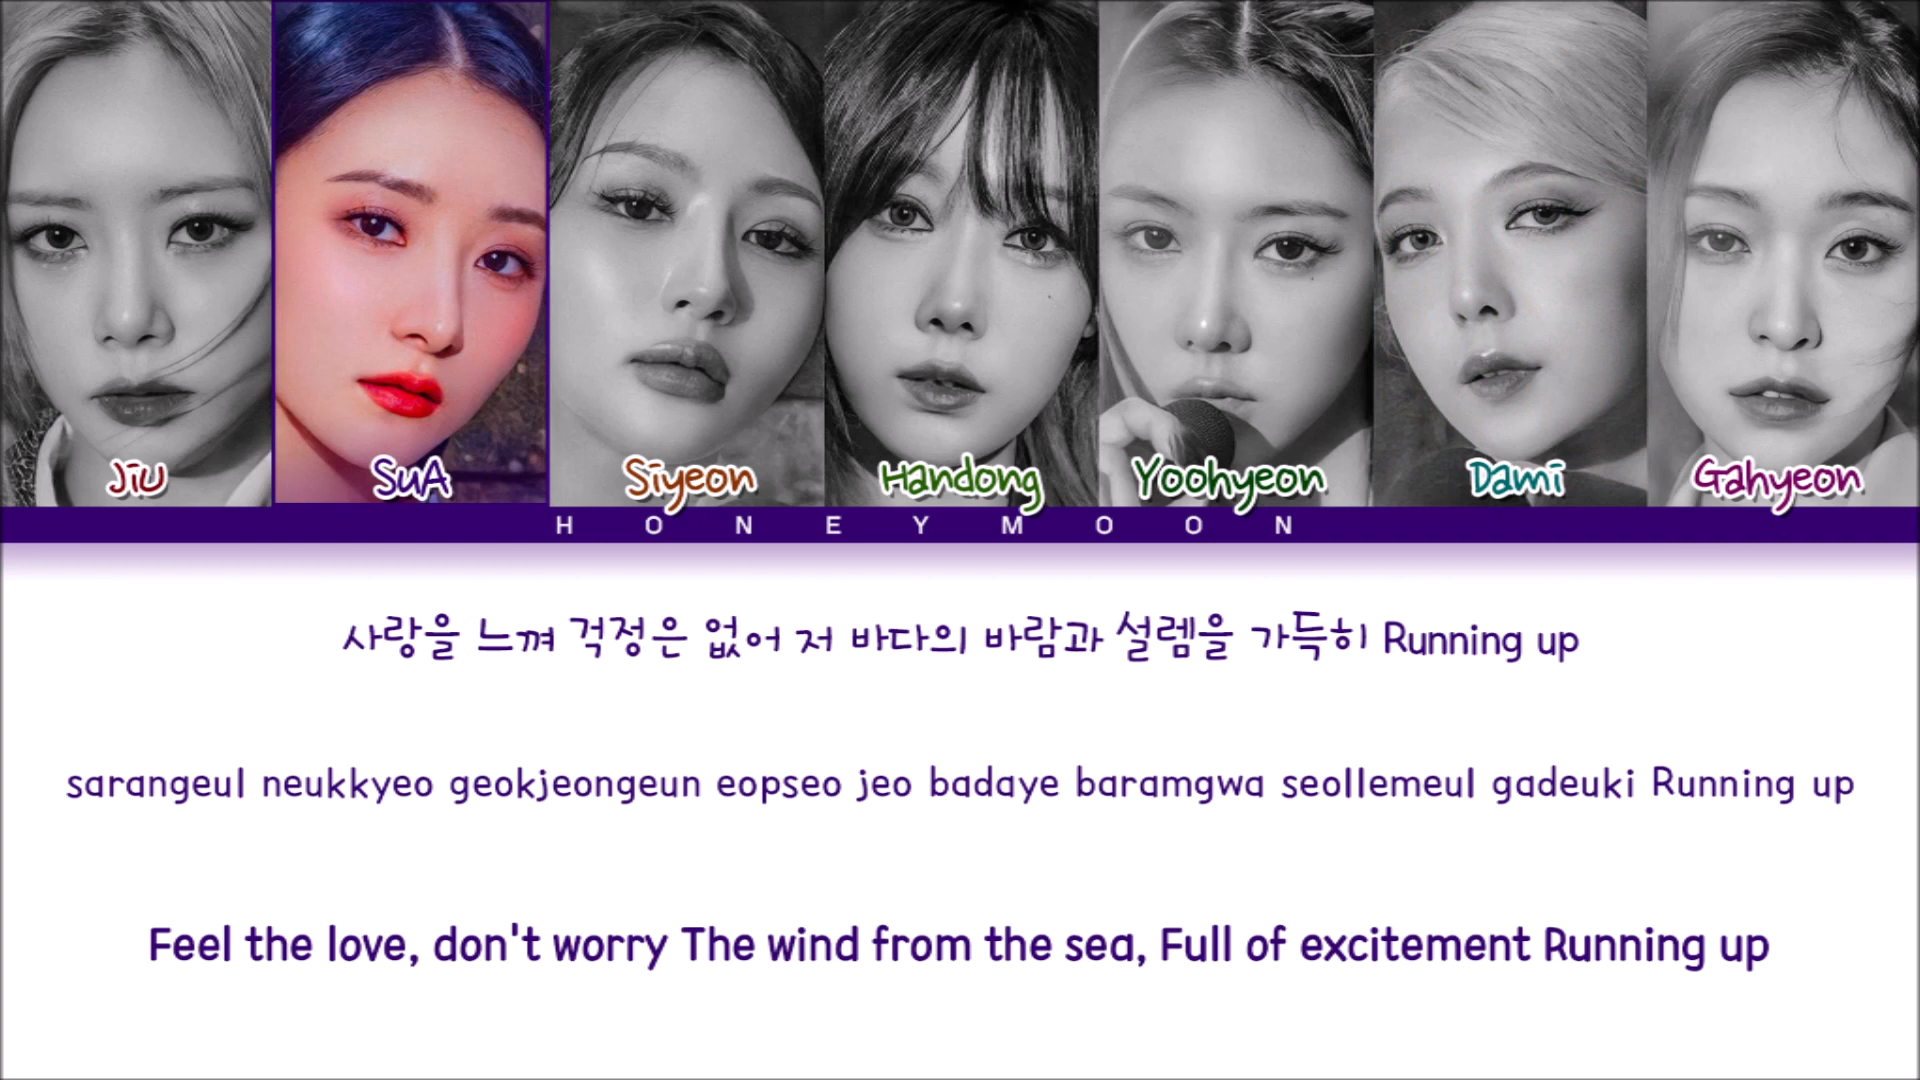 JiU SuA Siyeon Handong Yoohyeon Dami Gahyeon
HONEYMOON
사랑을 느껴 걱정은 없어 저 바다의 바람과 설렘을 가득히 Running up
sarangeul neukkyeo geokjeongeun eopseo jeo badaye baramgwa seollemeul gadeuki Running up
Feel the love, don't worry The wind from the sea, Full of excitement Running up